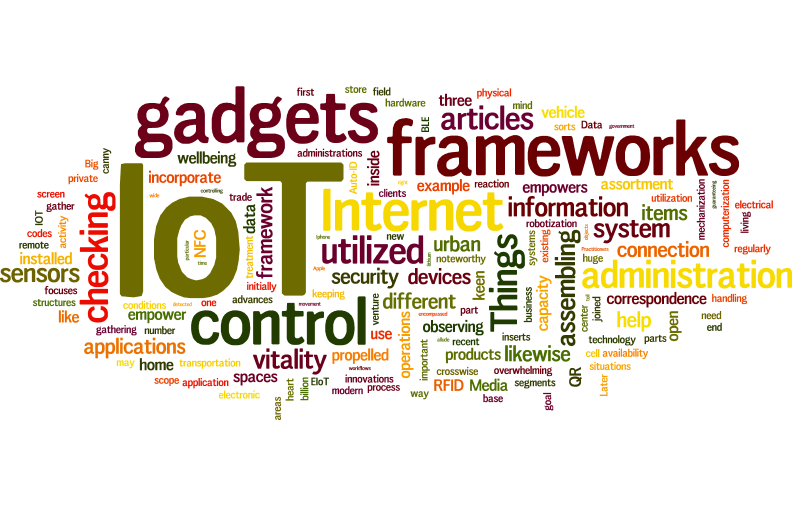 first
store
field
hardware
three
physical
mind
vehicle
gadgets
BLE
articles
sorts
Data
government
frameworks
wellbeing
administrations
inside
Auto-ID
canny
Big
private
incorporate
controlling
clients
right
example
reaction
empowers
assortment
utilization
mechanization
guaranteeing
computerization
living
electrical
screen
gather
IOT
codes
remote
activity
checking
wide
IoT
trade
data
framework
treatment
Internet
information
items
robotization
system
regularly
particular
NFC
time
Iphone
new
utilized
urban
noteworthy
Things
systems
existing
assembling
Practitioners
huge
connection
installed
sensors
focuses
structures
like
initially
Apple
security
devices
lithium
keen
administration
conditions
detected
one
advances
movement
keeping
venture
different
part
business
capacity
center
joined
correspondence
handling
empower
control
encompassed
operations
observing
help
open
need
end
gathering
number
use
allude
recent
inserts
technology
parts
applications
vitality
propelled
important
products
likewise
cell
availability
may
home
transportation
workflows
crosswise
overwhelming
QR
situations
scope
application
spaces
innovations
RFID
Media
segments
Later
electronic
heart
EIoT
billion
modern
process
way
base
goal
areas